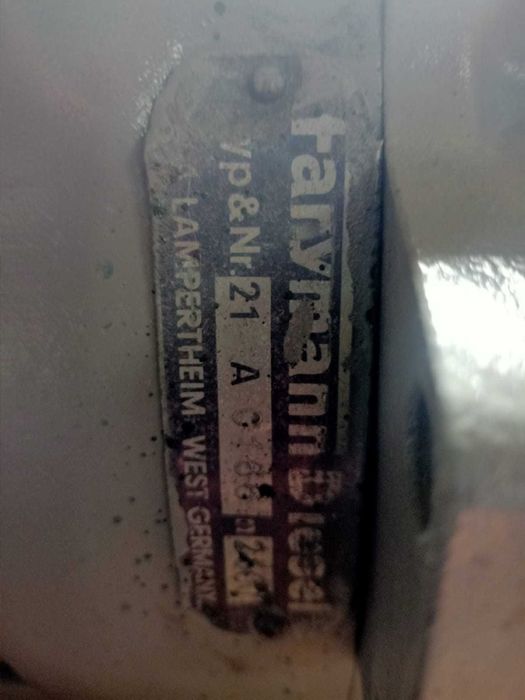 farymann Diesel
Typ&Nr. 21 A
LAMPERTHEIM WEST GERMANY